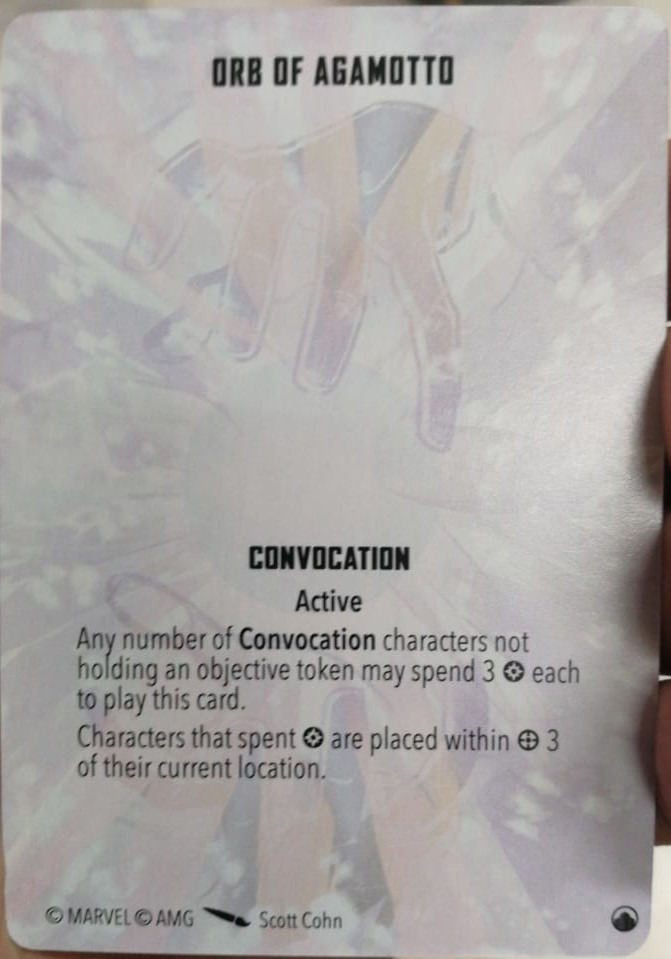 ORB OF AGAMOTTO
CONVOCATION
Active
Any number of Convocation characters not
holding an objective token may spend 3 each
to play this card.
Characters that spent are placed within 3
of their current location.
© MARVEL © AMG Scott Cohn